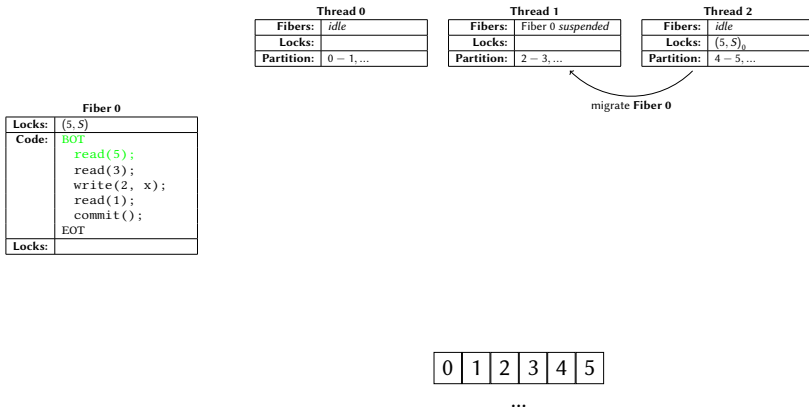 Thread 0
Fibers: idle
Locks:
Partition: 0 − 1, ...
Thread 1
Fibers: Fiber 0 suspended
Locks:
Partition: 2 − 3, ...
Thread 2
Fibers: idle
Locks: (5, S)₀
Partition: 4 − 5, ...
migrate Fiber 0
Fiber 0
Locks: (5, S)
Code: BOT
read(5);
read(3);
write(2, x);
read(1);
commit();
EOT
Locks:
0 1 2 3 4 5
...